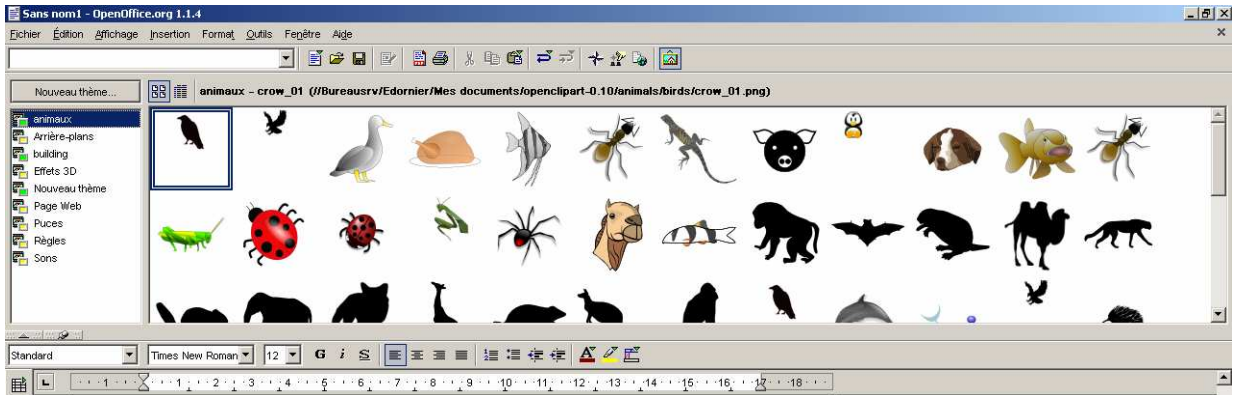 Sans nom1 - OpenOffice.org 1.1.4
Fichier Édition Affichage Insertion Format Outils Fenêtre Aide
Nouveau thème...
animaux - crow_01 (//Bureausrv/Edornier/Mes documents/openclipart-0.10/animals/birds/crow_01.png)
animaux
Arrière-plans
building
Effets 3D
Nouveau thème
Page Web
Puces
Règles
Sons
Standard Times New Roman 12 G i S A
L 1 1 2 3 4 5 6 7 8 9 10 11 12 13 14 15 16 17 18